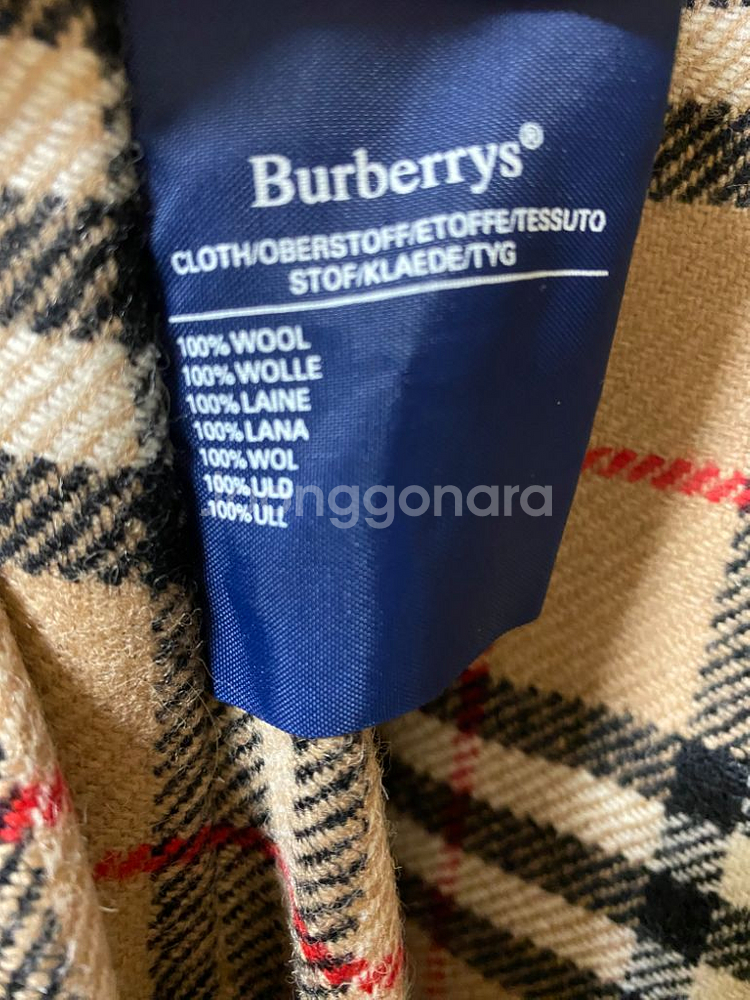 Burberrys®
CLOTH/OBERSTOFF/ETOFFE/TESSUTO
STOF/KLAEDE/TYG
100% WOOL
100% WOLLE
100% LAINE
100% LANA
100% WOL
100% ULD
100% ULL